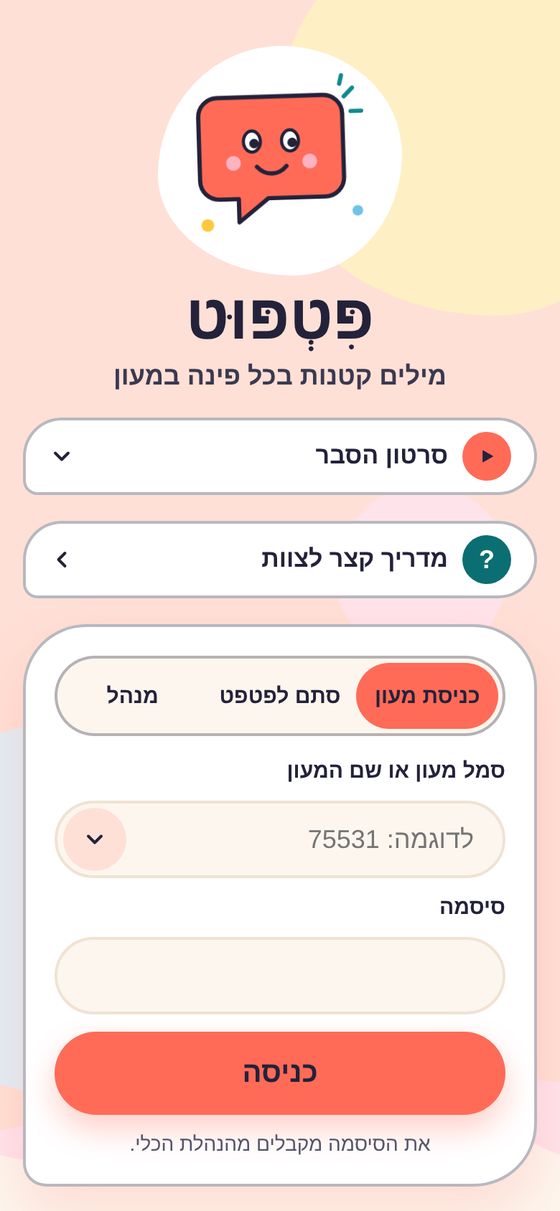 פִּטְפּוּט
מילים קטנות בכל פינה במעון
סרטון הסבר
? מדריך קצר לצוות
כניסת מעון סתם לפטפט מנהל
סמל מעון או שם המעון
לדוגמה: 75531
סיסמה
כניסה
את הסיסמה מקבלים מהנהלת הכלי.